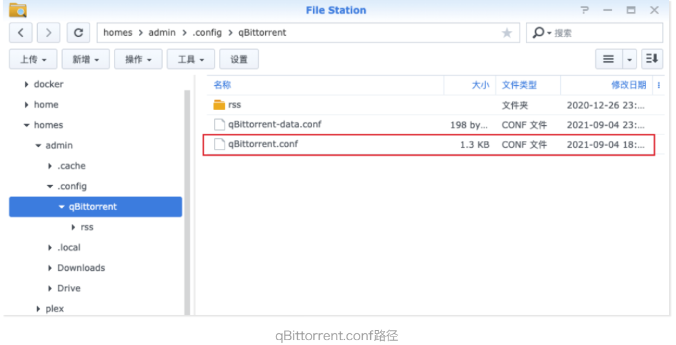 File Station
homes admin .config qBittorrent
搜索
上传 新增 操作 工具 设置
docker
home
homes
admin
.cache
.config
qBittorrent
rss
.local
Downloads
Drive
plex
名称 大小 文件类型 修改日期
rss 文件夹 2020-12-26 23:...
qBittorrent-data.conf 198 by... CONF 文件 2021-09-04 23:...
qBittorrent.conf 1.3 KB CONF 文件 2021-09-04 18:...
qBittorrent.conf路径